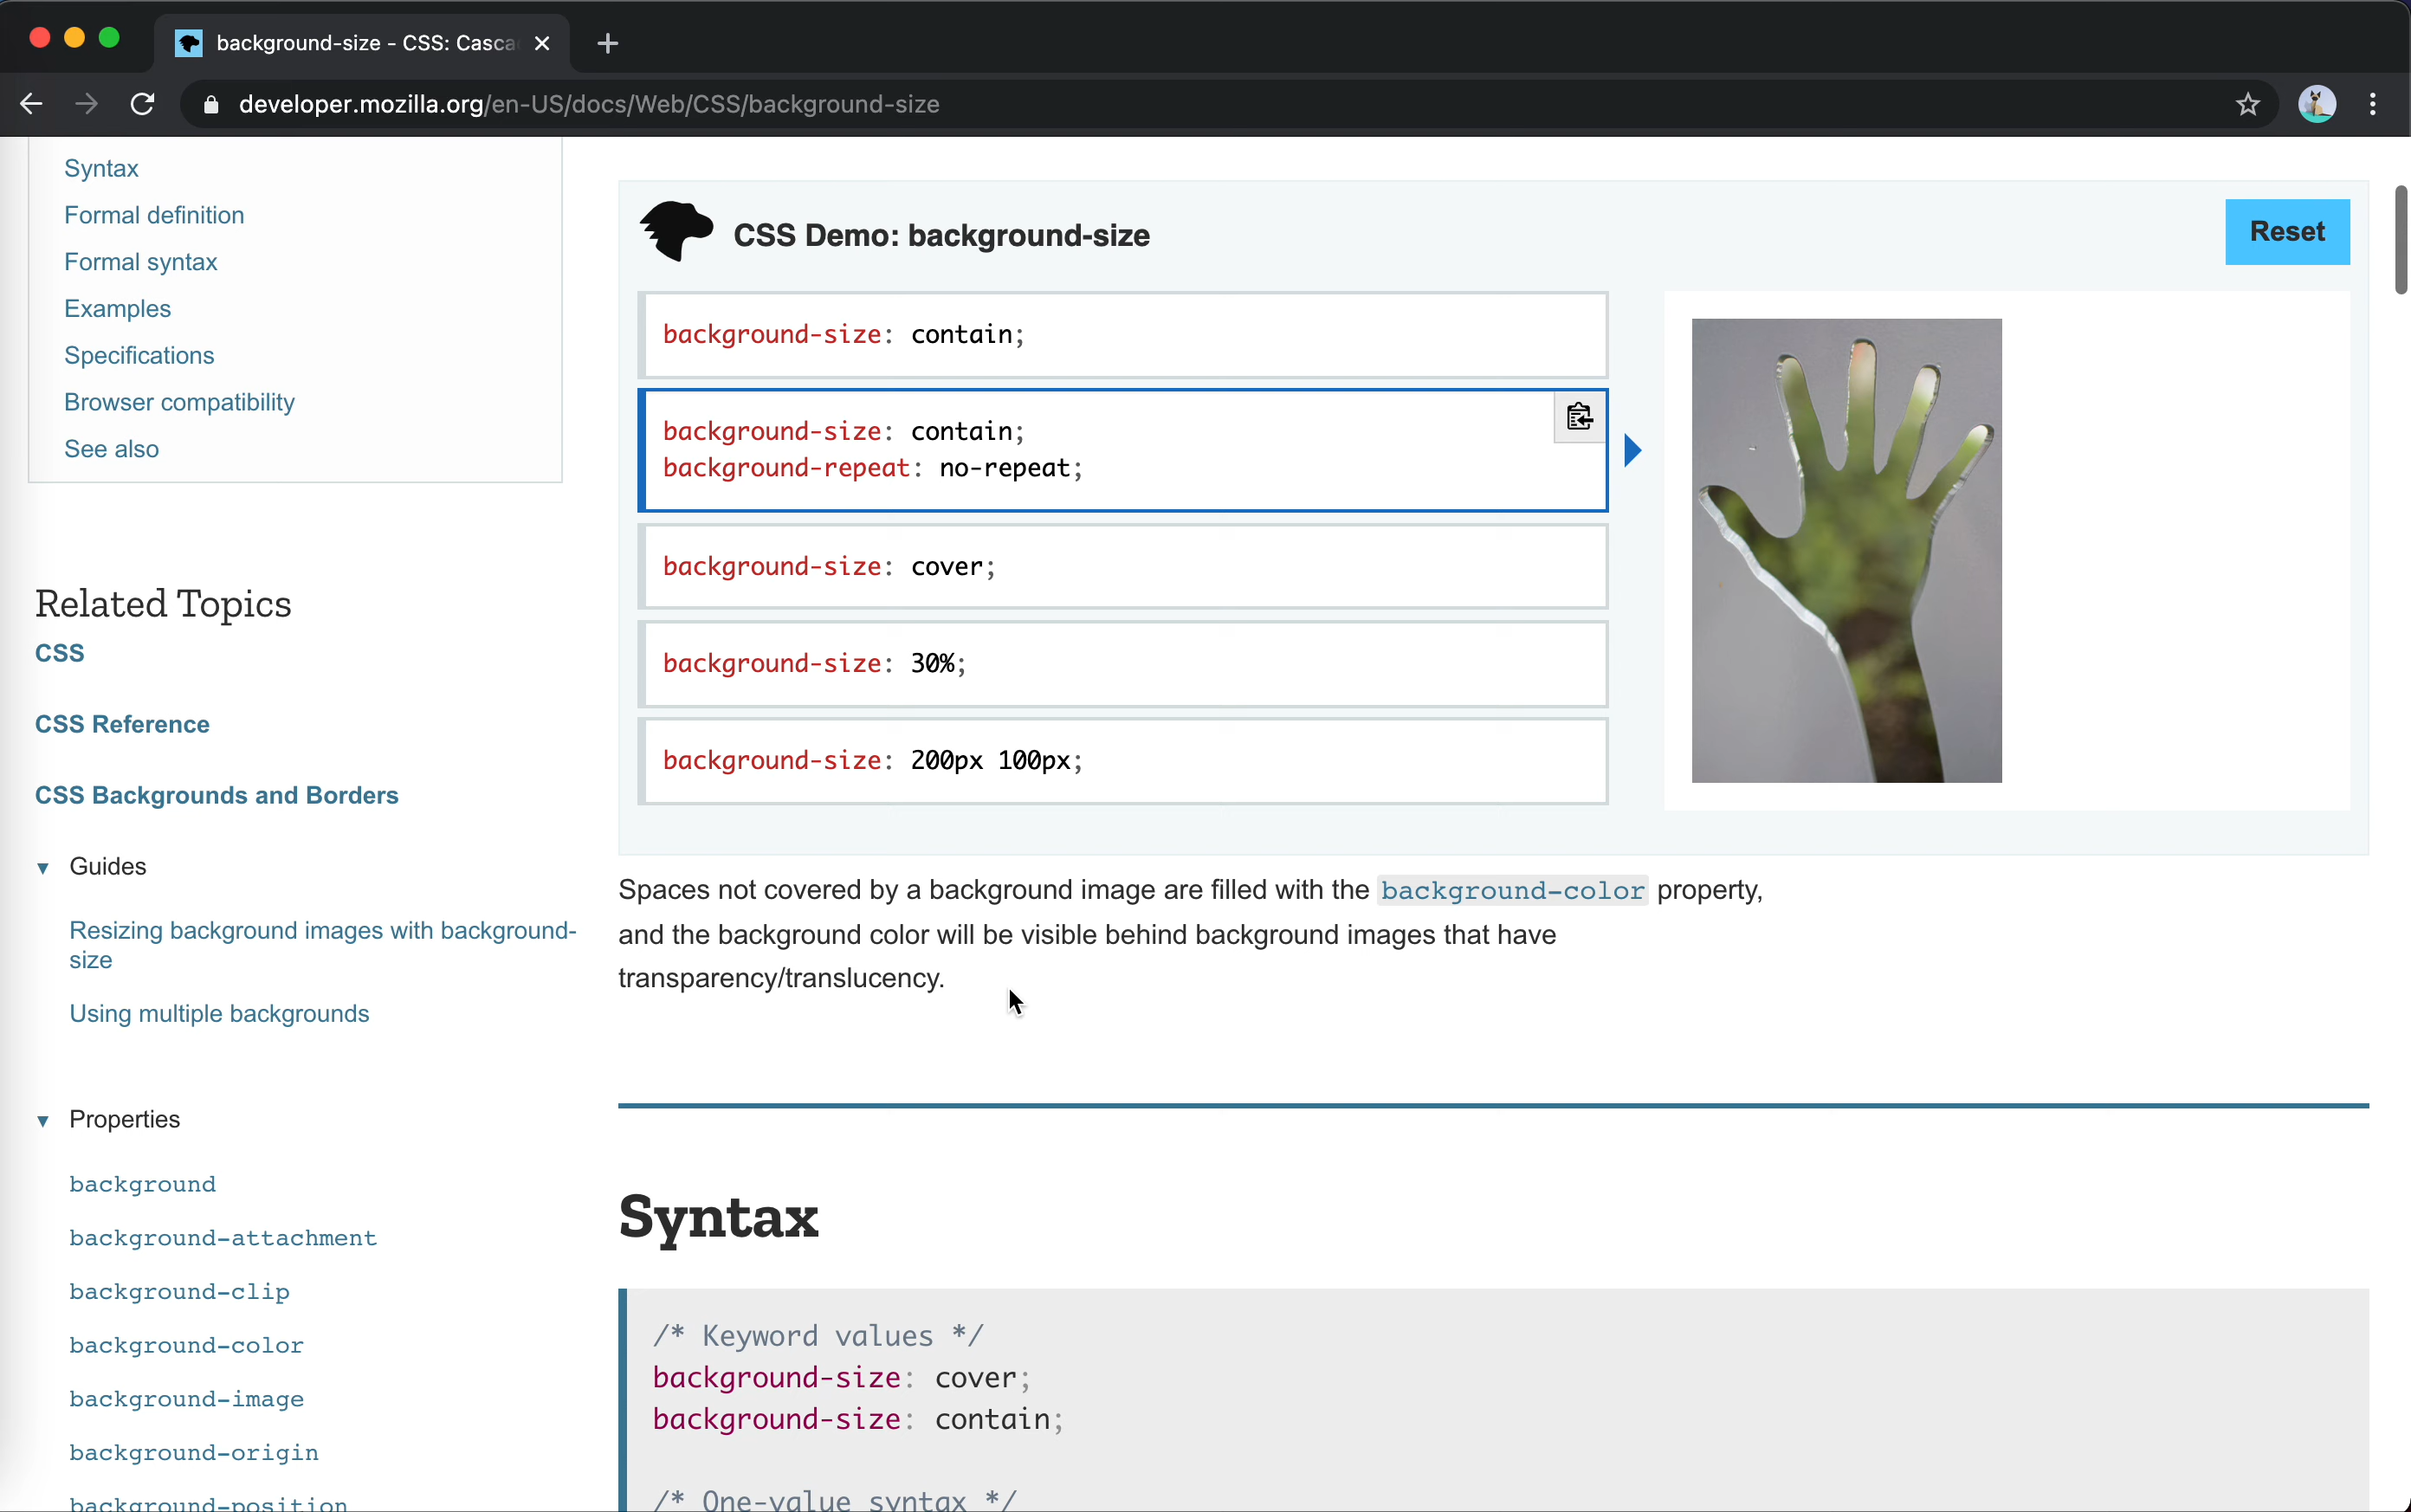 background-size - CSS: Casca
developer.mozilla.org/en-US/docs/Web/CSS/background-size
Syntax
Formal definition
Formal syntax
Examples
Specifications
Browser compatibility
See also
Related Topics
CSS
CSS Reference
CSS Backgrounds and Borders
Guides
Resizing background images with background-
size
Using multiple backgrounds
Properties
background
background-attachment
background-clip
background-color
background-image
background-origin
background-position
CSS Demo: background-size
Reset
background-size: contain;
background-size: contain;
background-repeat: no-repeat;
background-size: cover;
background-size: 30%;
background-size: 200px 100px;
Spaces not covered by a background image are filled with the background-color property,
and the background color will be visible behind background images that have
transparency/translucency.
Syntax
/* Keyword values */
background-size: cover;
background-size: contain;
/* One-value syntax */